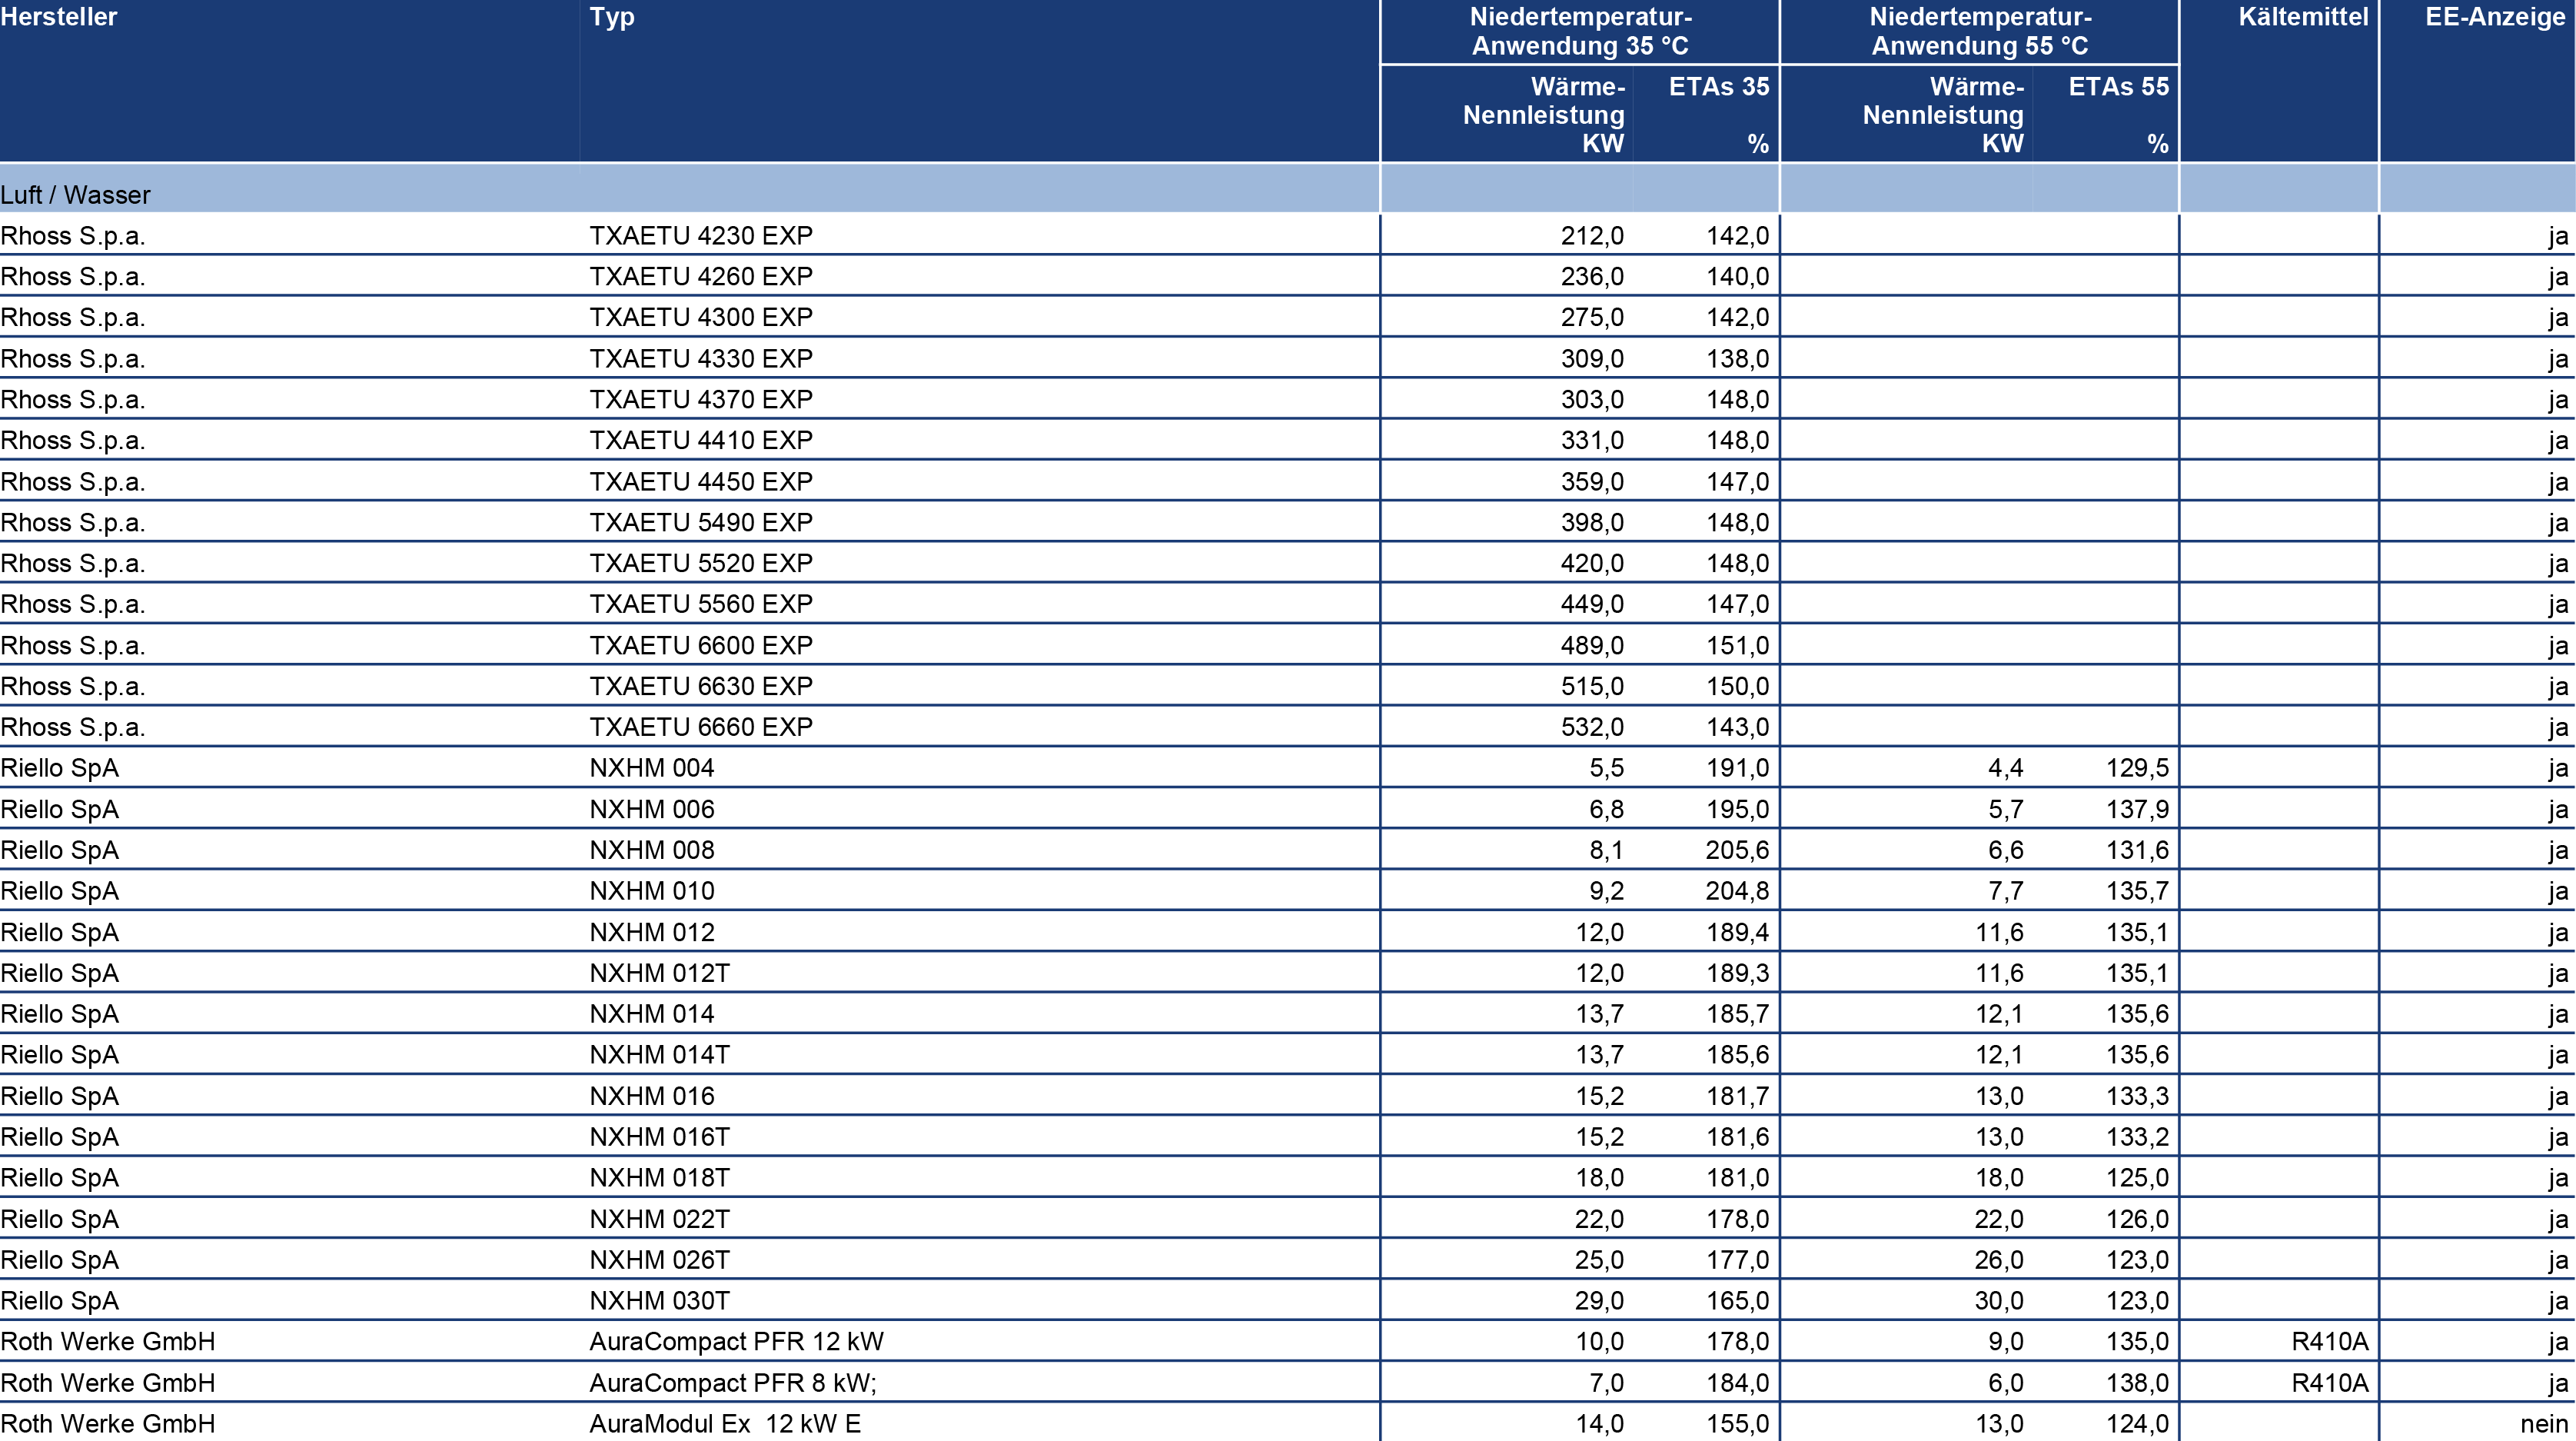 Hersteller Typ Niedertemperatur- Niedertemperatur- Kältemittel EE-Anzeige
Anwendung 35 °C Anwendung 55 °C
Wärme- ETAs 35 Wärme- ETAs 55
Nennleistung Nennleistung
KW % KW %
Luft / Wasser
Rhoss S.p.a. TXAETU 4230 EXP 212,0 142,0 ja
Rhoss S.p.a. TXAETU 4260 EXP 236,0 140,0 ja
Rhoss S.p.a. TXAETU 4300 EXP 275,0 142,0 ja
Rhoss S.p.a. TXAETU 4330 EXP 309,0 138,0 ja
Rhoss S.p.a. TXAETU 4370 EXP 303,0 148,0 ja
Rhoss S.p.a. TXAETU 4410 EXP 331,0 148,0 ja
Rhoss S.p.a. TXAETU 4450 EXP 359,0 147,0 ja
Rhoss S.p.a. TXAETU 5490 EXP 398,0 148,0 ja
Rhoss S.p.a. TXAETU 5520 EXP 420,0 148,0 ja
Rhoss S.p.a. TXAETU 5560 EXP 449,0 147,0 ja
Rhoss S.p.a. TXAETU 6600 EXP 489,0 151,0 ja
Rhoss S.p.a. TXAETU 6630 EXP 515,0 150,0 ja
Rhoss S.p.a. TXAETU 6660 EXP 532,0 143,0 ja
Riello SpA NXHM 004 5,5 191,0 4,4 129,5 ja
Riello SpA NXHM 006 6,8 195,0 5,7 137,9 ja
Riello SpA NXHM 008 8,1 205,6 6,6 131,6 ja
Riello SpA NXHM 010 9,2 204,8 7,7 135,7 ja
Riello SpA NXHM 012 12,0 189,4 11,6 135,1 ja
Riello SpA NXHM 012T 12,0 189,3 11,6 135,1 ja
Riello SpA NXHM 014 13,7 185,7 12,1 135,6 ja
Riello SpA NXHM 014T 13,7 185,6 12,1 135,6 ja
Riello SpA NXHM 016 15,2 181,7 13,0 133,3 ja
Riello SpA NXHM 016T 15,2 181,6 13,0 133,2 ja
Riello SpA NXHM 018T 18,0 181,0 18,0 125,0 ja
Riello SpA NXHM 022T 22,0 178,0 22,0 126,0 ja
Riello SpA NXHM 026T 25,0 177,0 26,0 123,0 ja
Riello SpA NXHM 030T 29,0 165,0 30,0 123,0 ja
Roth Werke GmbH AuraCompact PFR 12 kW 10,0 178,0 9,0 135,0 R410A ja
Roth Werke GmbH AuraCompact PFR 8 kW; 7,0 184,0 6,0 138,0 R410A ja
Roth Werke GmbH AuraModul Ex  12 kW E 14,0 155,0 13,0 124,0 nein